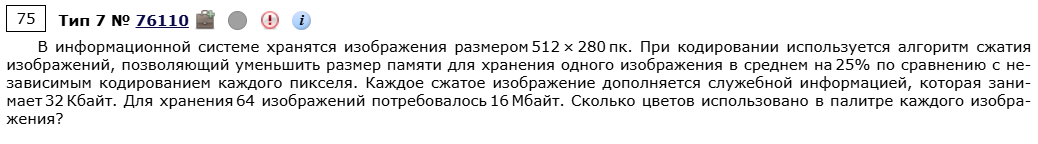 75 Тип 7 № 76110 i
В информационной системе хранятся изображения размером 512 × 280 пк. При кодировании используется алгоритм сжатия
изображений, позволяющий уменьшить размер памяти для хранения одного изображения в среднем на 25% по сравнению с не-
зависимым кодированием каждого пикселя. Каждое сжатое изображение дополняется служебной информацией, которая зани-
мает 32 Кбайт. Для хранения 64 изображений потребовалось 16 Мбайт. Сколько цветов использовано в палитре каждого изобра-
жения?